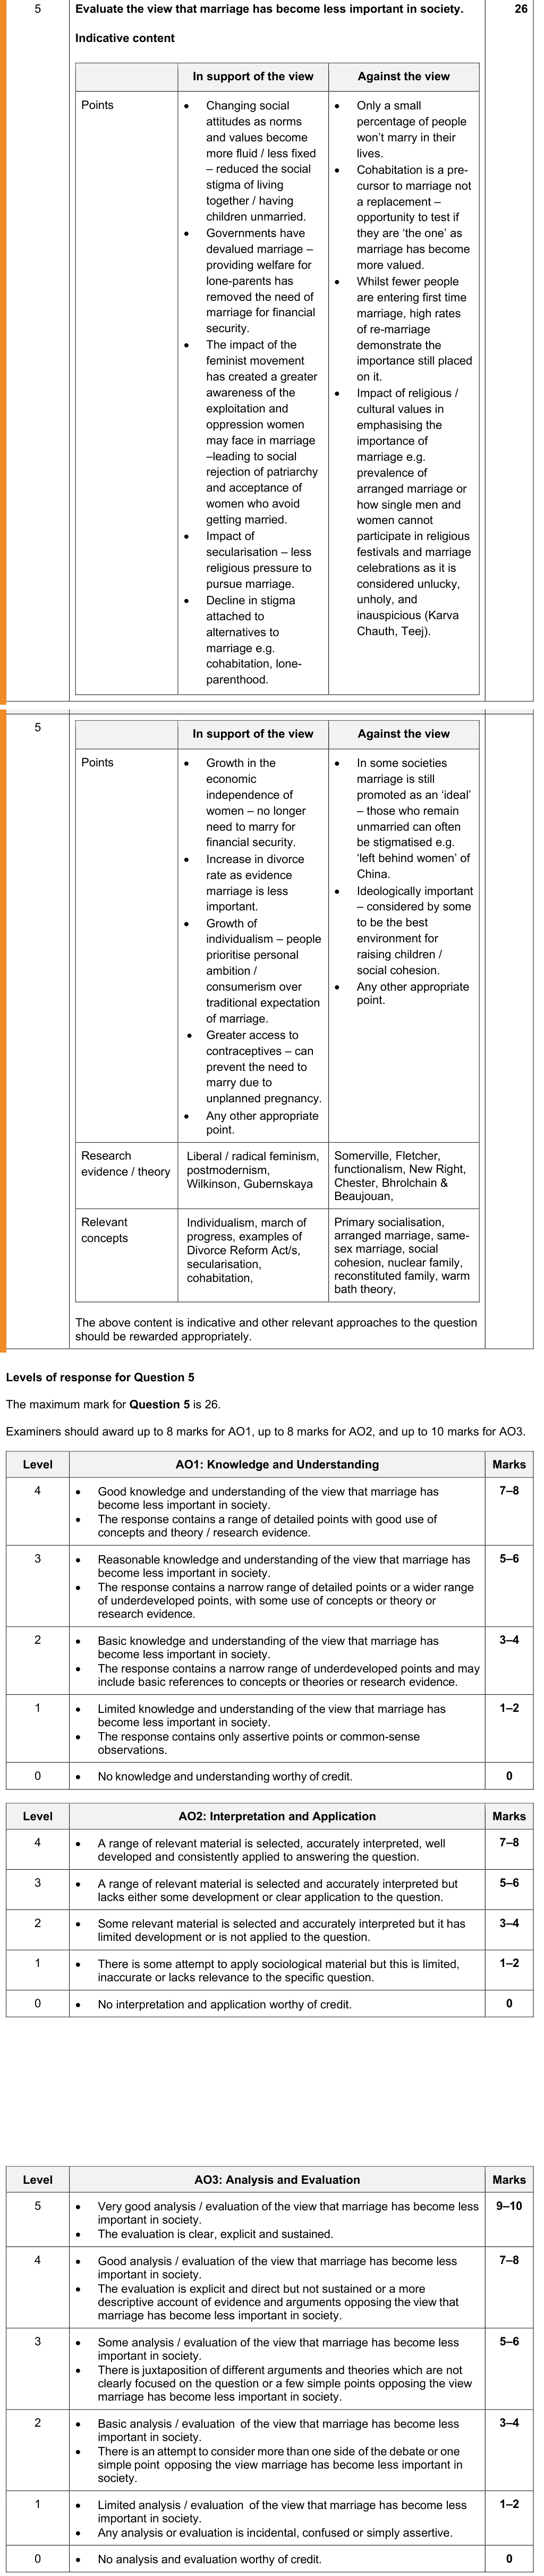 5
Evaluate the view that marriage has become less important in society.
26
Indicative content
In support of the view
Against the view
Points
• Changing social
attitudes as norms
and values become
more fluid / less fixed
– reduced the social
stigma of living
together / having
children unmarried.
• Governments have
devalued marriage –
providing welfare for
lone-parents has
removed the need of
marriage for financial
security.
• The impact of the
feminist movement
has created a greater
awareness of the
exploitation and
oppression women
may face in marriage
–leading to social
rejection of patriarchy
and acceptance of
women who avoid
getting married.
• Impact of
secularisation – less
religious pressure to
pursue marriage.
• Decline in stigma
attached to
alternatives to
marriage e.g.
cohabitation, lone-
parenthood.
• Only a small
percentage of people
won't marry in their
lives.
• Cohabitation is a pre-
cursor to marriage not
a replacement –
opportunity to test if
they are 'the one' as
marriage has become
more valued.
• Whilst fewer people
are entering first time
marriage, high rates
of re-marriage
demonstrate the
importance still placed
on it.
• Impact of religious /
cultural values in
emphasising the
importance of
marriage e.g.
prevalence of
arranged marriage or
how single men and
women cannot
participate in religious
festivals and marriage
celebrations as it is
considered unlucky,
unholy, and
inauspicious (Karva
Chauth, Teej).
5
In support of the view
Against the view
Points
• Growth in the
economic
independence of
women – no longer
need to marry for
financial security.
• Increase in divorce
rate as evidence
marriage is less
important.
• Growth of
individualism – people
prioritise personal
ambition /
consumerism over
traditional expectation
of marriage.
• Greater access to
contraceptives – can
prevent the need to
marry due to
unplanned pregnancy.
• Any other appropriate
point.
• In some societies
marriage is still
promoted as an 'ideal'
– those who remain
unmarried can often
be stigmatised e.g.
'left behind women' of
China.
• Ideologically important
– considered by some
to be the best
environment for
raising children /
social cohesion.
• Any other appropriate
point.
Research
evidence / theory
Liberal / radical feminism,
postmodernism,
Wilkinson, Gubernskaya
Somerville, Fletcher,
functionalism, New Right,
Chester, Bhrolchain &
Beaujouan,
Relevant
concepts
Individualism, march of
progress, examples of
Divorce Reform Act/s,
secularisation,
cohabitation,
Primary socialisation,
arranged marriage, same-
sex marriage, social
cohesion, nuclear family,
reconstituted family, warm
bath theory,
The above content is indicative and other relevant approaches to the question
should be rewarded appropriately.
Levels of response for Question 5
The maximum mark for Question 5 is 26.
Examiners should award up to 8 marks for AO1, up to 8 marks for AO2, and up to 10 marks for AO3.
Level
AO1: Knowledge and Understanding
Marks
4
• Good knowledge and understanding of the view that marriage has
become less important in society.
• The response contains a range of detailed points with good use of
concepts and theory / research evidence.
7–8
3
• Reasonable knowledge and understanding of the view that marriage has
become less important in society.
• The response contains a narrow range of detailed points or a wider range
of underdeveloped points, with some use of concepts or theory or
research evidence.
5–6
2
• Basic knowledge and understanding of the view that marriage has
become less important in society.
• The response contains a narrow range of underdeveloped points and may
include basic references to concepts or theories or research evidence.
3–4
1
• Limited knowledge and understanding of the view that marriage has
become less important in society.
• The response contains only assertive points or common-sense
observations.
1–2
0
• No knowledge and understanding worthy of credit.
0
Level
AO2: Interpretation and Application
Marks
4
• A range of relevant material is selected, accurately interpreted, well
developed and consistently applied to answering the question.
7–8
3
• A range of relevant material is selected and accurately interpreted but
lacks either some development or clear application to the question.
5–6
2
• Some relevant material is selected and accurately interpreted but it has
limited development or is not applied to the question.
3–4
1
• There is some attempt to apply sociological material but this is limited,
inaccurate or lacks relevance to the specific question.
1–2
0
• No interpretation and application worthy of credit.
0
Level
AO3: Analysis and Evaluation
Marks
5
• Very good analysis / evaluation of the view that marriage has become less
important in society.
• The evaluation is clear, explicit and sustained.
9–10
4
• Good analysis / evaluation of the view that marriage has become less
important in society.
• The evaluation is explicit and direct but not sustained or a more
descriptive account of evidence and arguments opposing the view that
marriage has become less important in society.
7–8
3
• Some analysis / evaluation of the view that marriage has become less
important in society.
• There is juxtaposition of different arguments and theories which are not
clearly focused on the question or a few simple points opposing the view
marriage has become less important in society.
5–6
2
• Basic analysis / evaluation of the view that marriage has become less
important in society.
• There is an attempt to consider more than one side of the debate or one
simple point opposing the view marriage has become less important in
society.
3–4
1
• Limited analysis / evaluation of the view that marriage has become less
important in society.
• Any analysis or evaluation is incidental, confused or simply assertive.
1–2
0
• No analysis and evaluation worthy of credit.
0